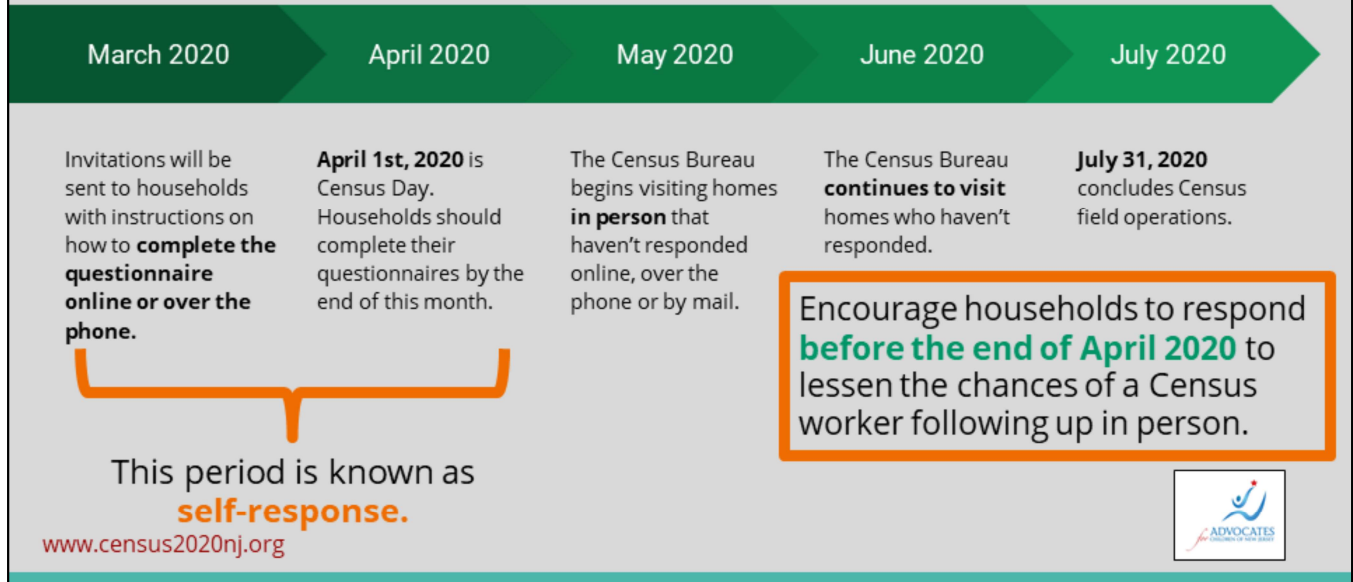 March 2020
April 2020
May 2020
June 2020
July 2020
Invitations will be
sent to households
with instructions on
how to complete the
questionnaire
online or over the
phone.
April 1st, 2020 is
Census Day.
Households should
complete their
questionnaires by the
end of this month.
The Census Bureau
begins visiting homes
in person that
haven't responded
online, over the
phone or by mail.
The Census Bureau
continues to visit
homes who haven't
responded.
July 31, 2020
concludes Census
field operations.
Encourage households to respond
before the end of April 2020 to
lessen the chances of a Census
worker following up in person.
This period is known as
self-response.
www.census2020nj.org
for ADVOCATES
CHILDREN OF NEW JERSEY